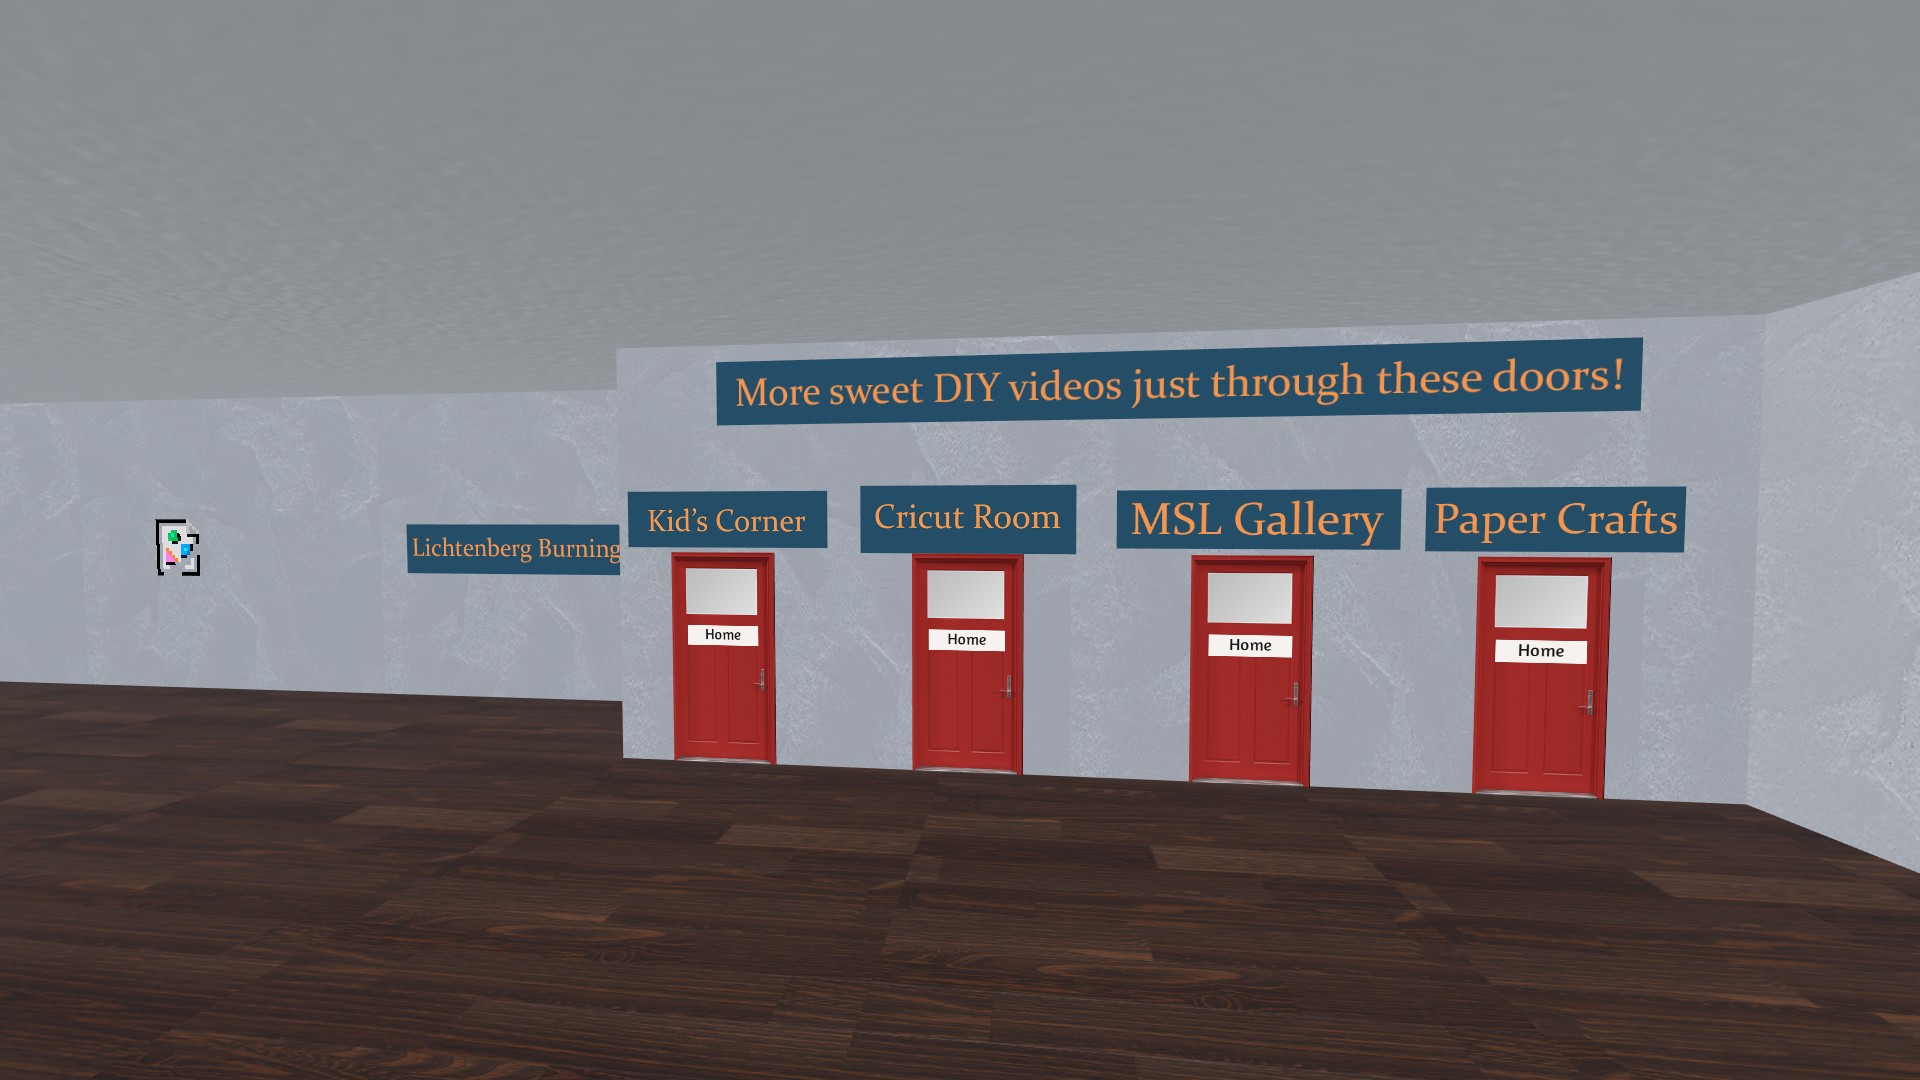 More sweet DIY videos just through these doors!
Lichtenberg Burning
Kid's Corner
Cricut Room
MSL Gallery
Paper Crafts
Home
Home
Home
Home